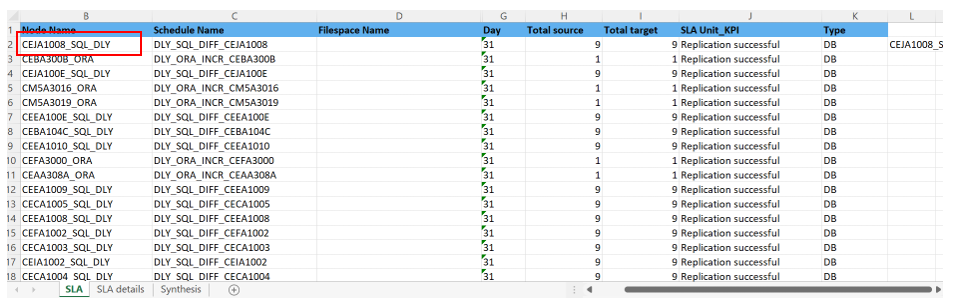 B C D G H I J K L
1 Node Name Schedule Name Filespace Name Day Total source Total target SLA Unit_KPI Type
2 CEJA1008_SQL_DLY DLY_SQL_DIFF_CEJA1008 31 9 9 Replication successful DB CEJA1008_S
3 CEBA300B_ORA DLY_ORA_INCR_CEBA300B 31 1 1 Replication successful DB
4 CEJA100E_SQL_DLY DLY_SQL_DIFF_CEJA100E 31 9 9 Replication successful DB
5 CM5A3016_ORA DLY_ORA_INCR_CM5A3016 31 1 1 Replication successful DB
6 CM5A3019_ORA DLY_ORA_INCR_CM5A3019 31 1 1 Replication successful DB
7 CEEA100E_SQL_DLY DLY_SQL_DIFF_CEEA100E 31 9 9 Replication successful DB
8 CEBA104C_SQL_DLY DLY_SQL_DIFF_CEBA104C 31 9 9 Replication successful DB
9 CEEA1010_SQL_DLY DLY_SQL_DIFF_CEEA1010 31 9 9 Replication successful DB
10 CEFA3000_ORA DLY_ORA_INCR_CEFA3000 31 1 1 Replication successful DB
11 CEAA308A_ORA DLY_ORA_INCR_CEAA308A 31 1 1 Replication successful DB
12 CEEA1009_SQL_DLY DLY_SQL_DIFF_CEEA1009 31 9 9 Replication successful DB
13 CECA1005_SQL_DLY DLY_SQL_DIFF_CECA1005 31 9 9 Replication successful DB
14 CEEA1008_SQL_DLY DLY_SQL_DIFF_CEEA1008 31 9 9 Replication successful DB
15 CEFA1002_SQL_DLY DLY_SQL_DIFF_CEFA1002 31 9 9 Replication successful DB
16 CECA1003_SQL_DLY DLY_SQL_DIFF_CECA1003 31 9 9 Replication successful DB
17 CEIA1002_SQL_DLY DLY_SQL_DIFF_CEIA1002 31 9 9 Replication successful DB
18 CECA1004_SQL_DLY DLY_SQL_DIFF_CECA1004 31 9 9 Replication successful DB
SLA SLA details Synthesis